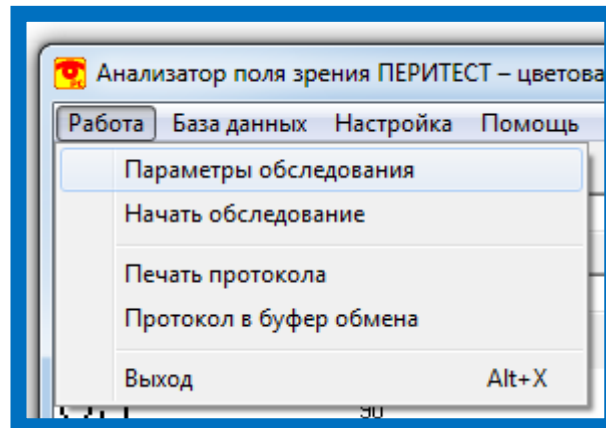 Анализатор поля зрения ПЕРИТЕСТ – цветова
Работа База данных Настройка Помощь
Параметры обследования
Начать обследование
Печать протокола
Протокол в буфер обмена
Выход Alt+X